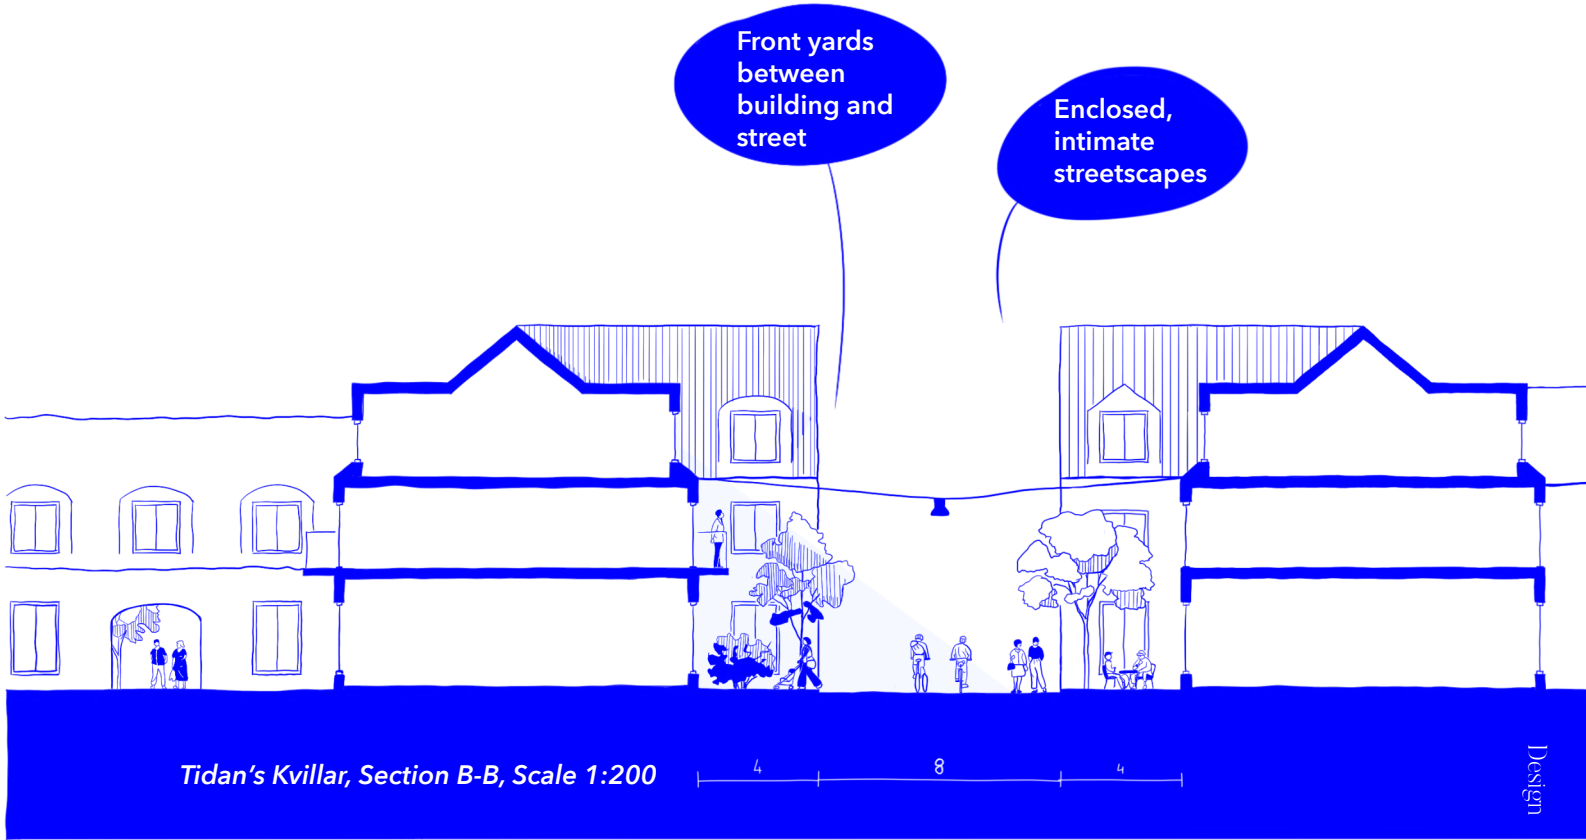 Front yards
between
building and
street
Enclosed,
intimate
streetscapes
Tidan's Kvillar, Section B-B, Scale 1:200
4
8
4
Design